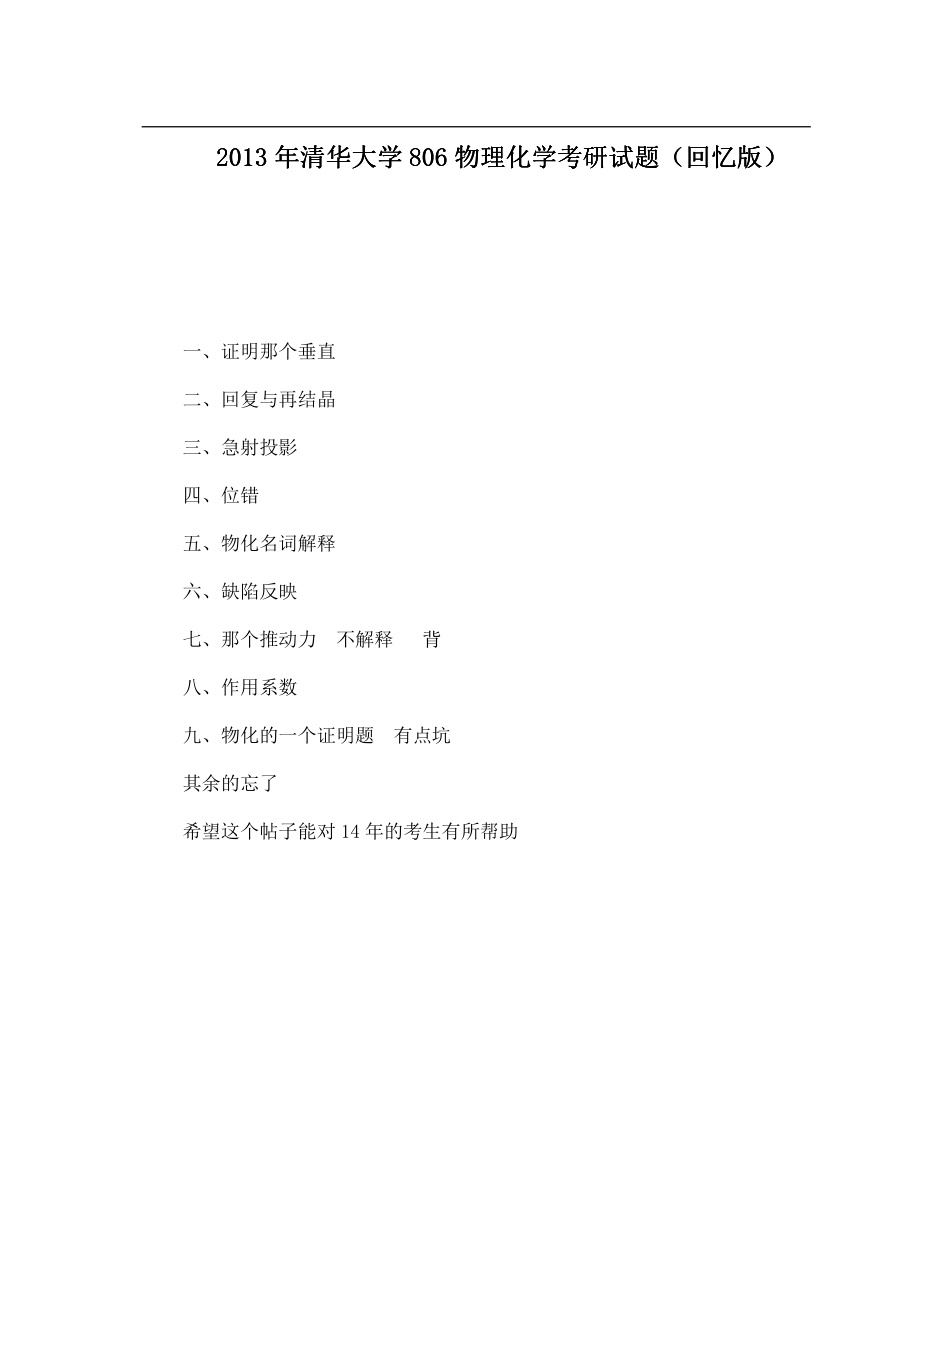 2013年清华大学806物理化学考研试题（回忆版）
一、证明那个垂直
二、回复与再结晶
三、急射投影
四、位错
五、物化名词解释
六、缺陷反映
七、那个推动力 不解释 背
八、作用系数
九、物化的一个证明题 有点坑
其余的忘了
希望这个帖子能对14年的考生有所帮助